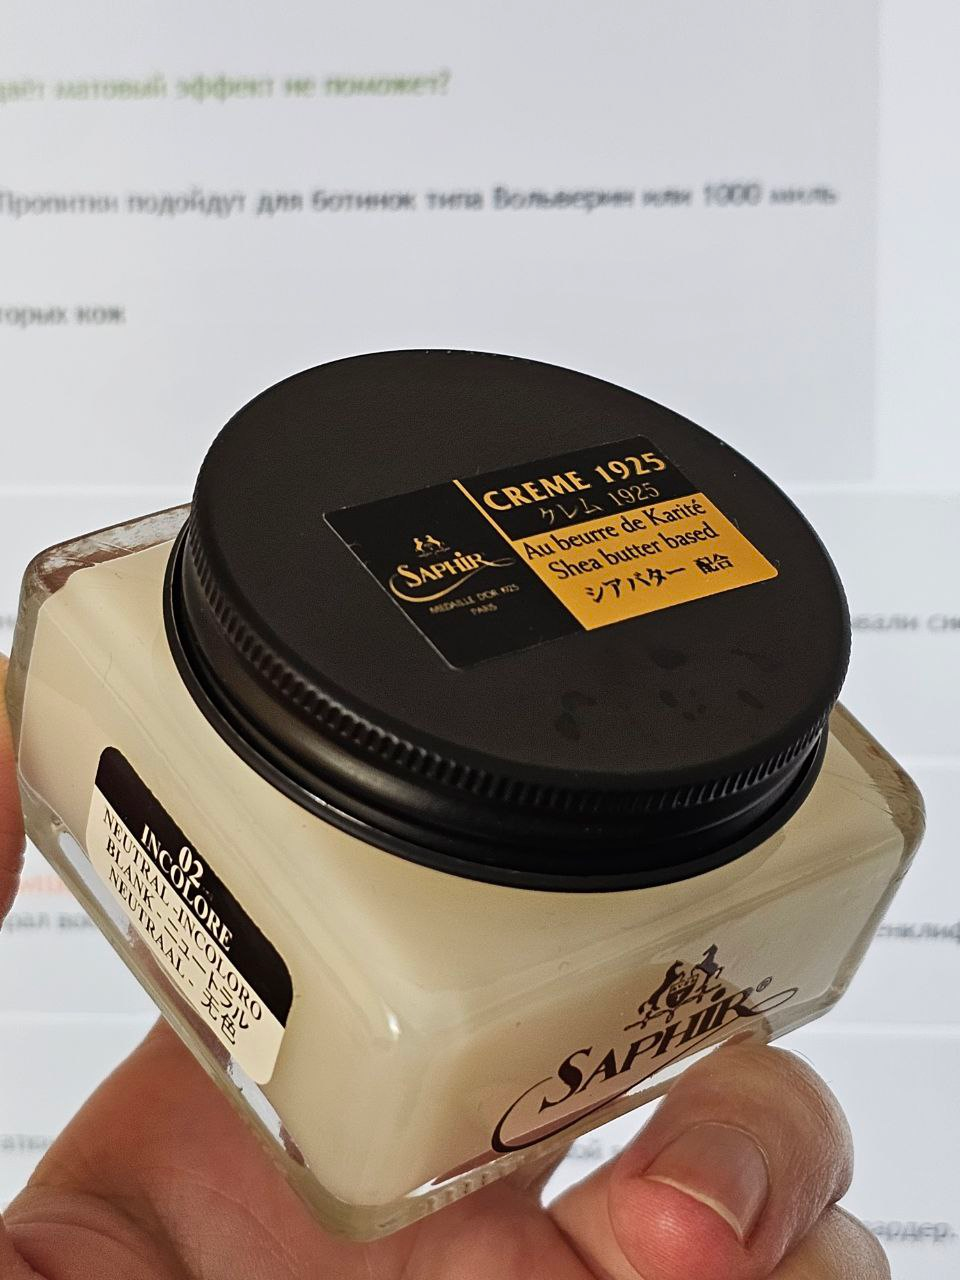 даёт матовый эффект не поможет?
Пропитки подойдут для ботинок типа Вольверин или 1000 миль
торых кож
CREME 1925
クレム 1925
Au beurre de Karité
Shea butter based
シアバター 配合
SAPHIR
MEDAILLE D'OR 1925
PARIS
02
INCOLORE
NEUTRAL - INCOLORO
BLANK - ニュートラル
NEUTRAAL - 无色
SAPHIR®